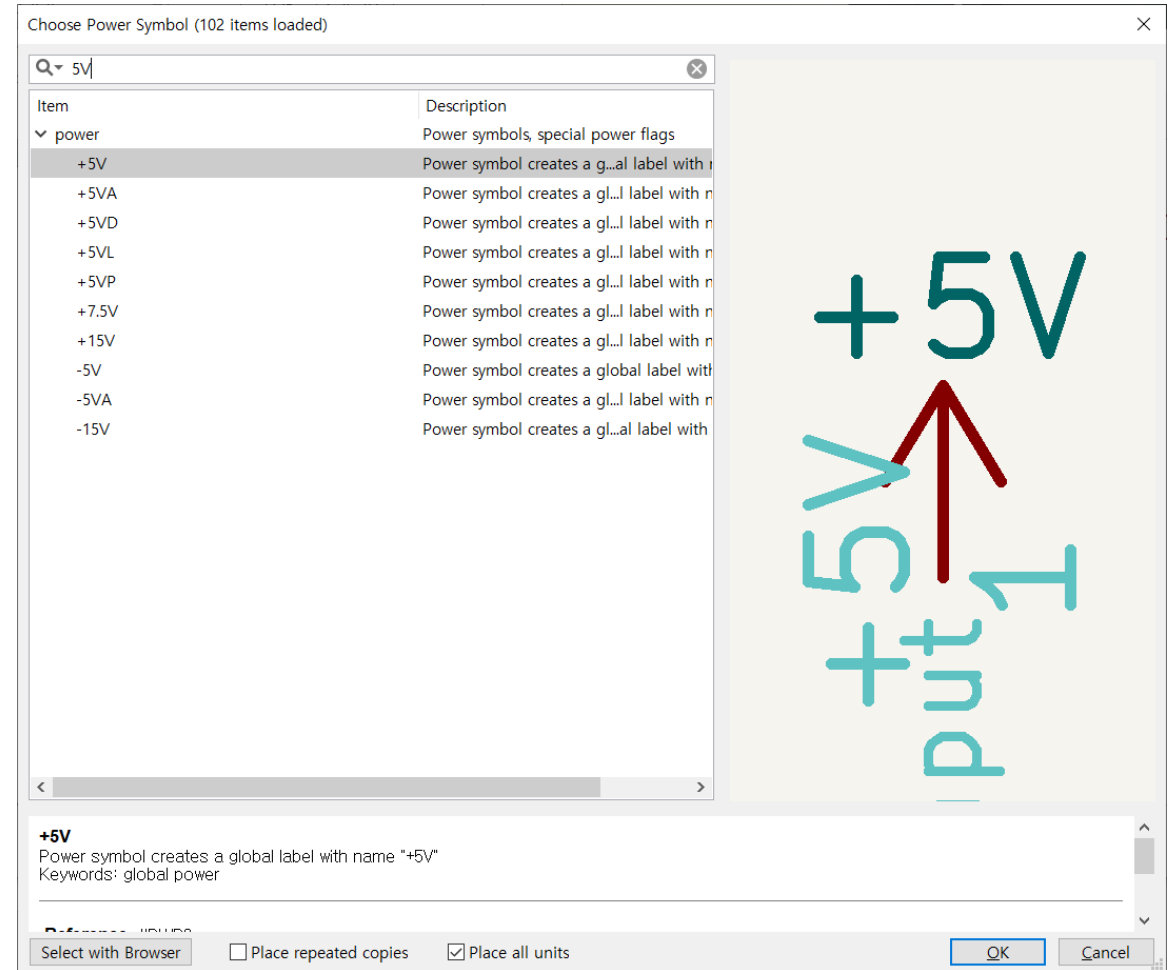 Choose Power Symbol (102 items loaded)
5V
Item Description
power Power symbols, special power flags
+5V Power symbol creates a g...al label with
+5VA Power symbol creates a gl...l label with n
+5VD Power symbol creates a gl...l label with n
+5VL Power symbol creates a gl...l label with n
+5VP Power symbol creates a gl...l label with n
+7.5V Power symbol creates a gl...l label with n
+15V Power symbol creates a gl...l label with n
-5V Power symbol creates a global label with
-5VA Power symbol creates a gl...l label with n
-15V Power symbol creates a gl...al label with
+5V
+5V
1
put
+5V
Power symbol creates a global label with name "+5V"
Keywords: global power
Select with Browser Place repeated copies Place all units OK Cancel